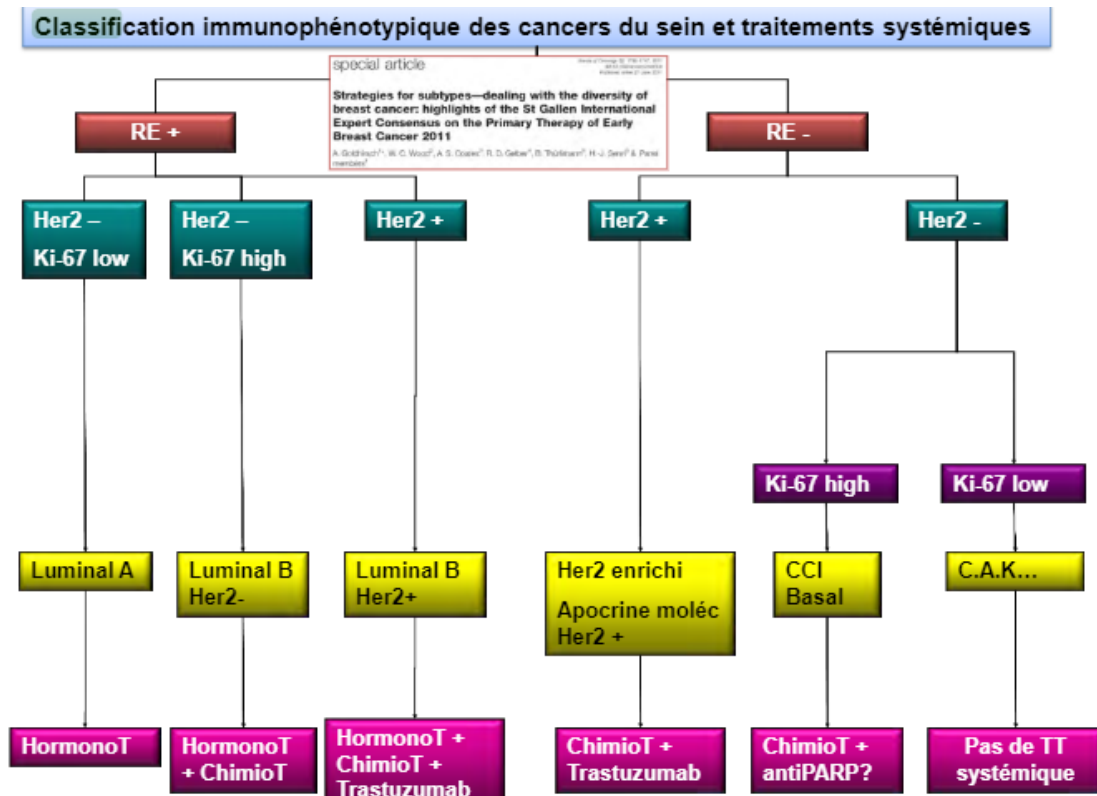 Classification immunophénotypique des cancers du sein et traitements systémiques
special article
Strategies for subtypes—dealing with the diversity of
breast cancer: highlights of the St Gallen International
Expert Consensus on the Primary Therapy of Early
Breast Cancer 2011
RE +
RE -
Her2 –
Ki-67 low
Her2 –
Ki-67 high
Her2 +
Her2 +
Her2 -
Ki-67 high
Ki-67 low
Luminal A
Luminal B
Her2-
Luminal B
Her2+
Her2 enrichi
Apocrine moléc
Her2 +
CCI
Basal
C.A.K...
HormonoT
HormonoT
+ ChimioT
HormonoT +
ChimioT +
Trastuzumab
ChimioT +
Trastuzumab
ChimioT +
antiPARP?
Pas de TT
systémique